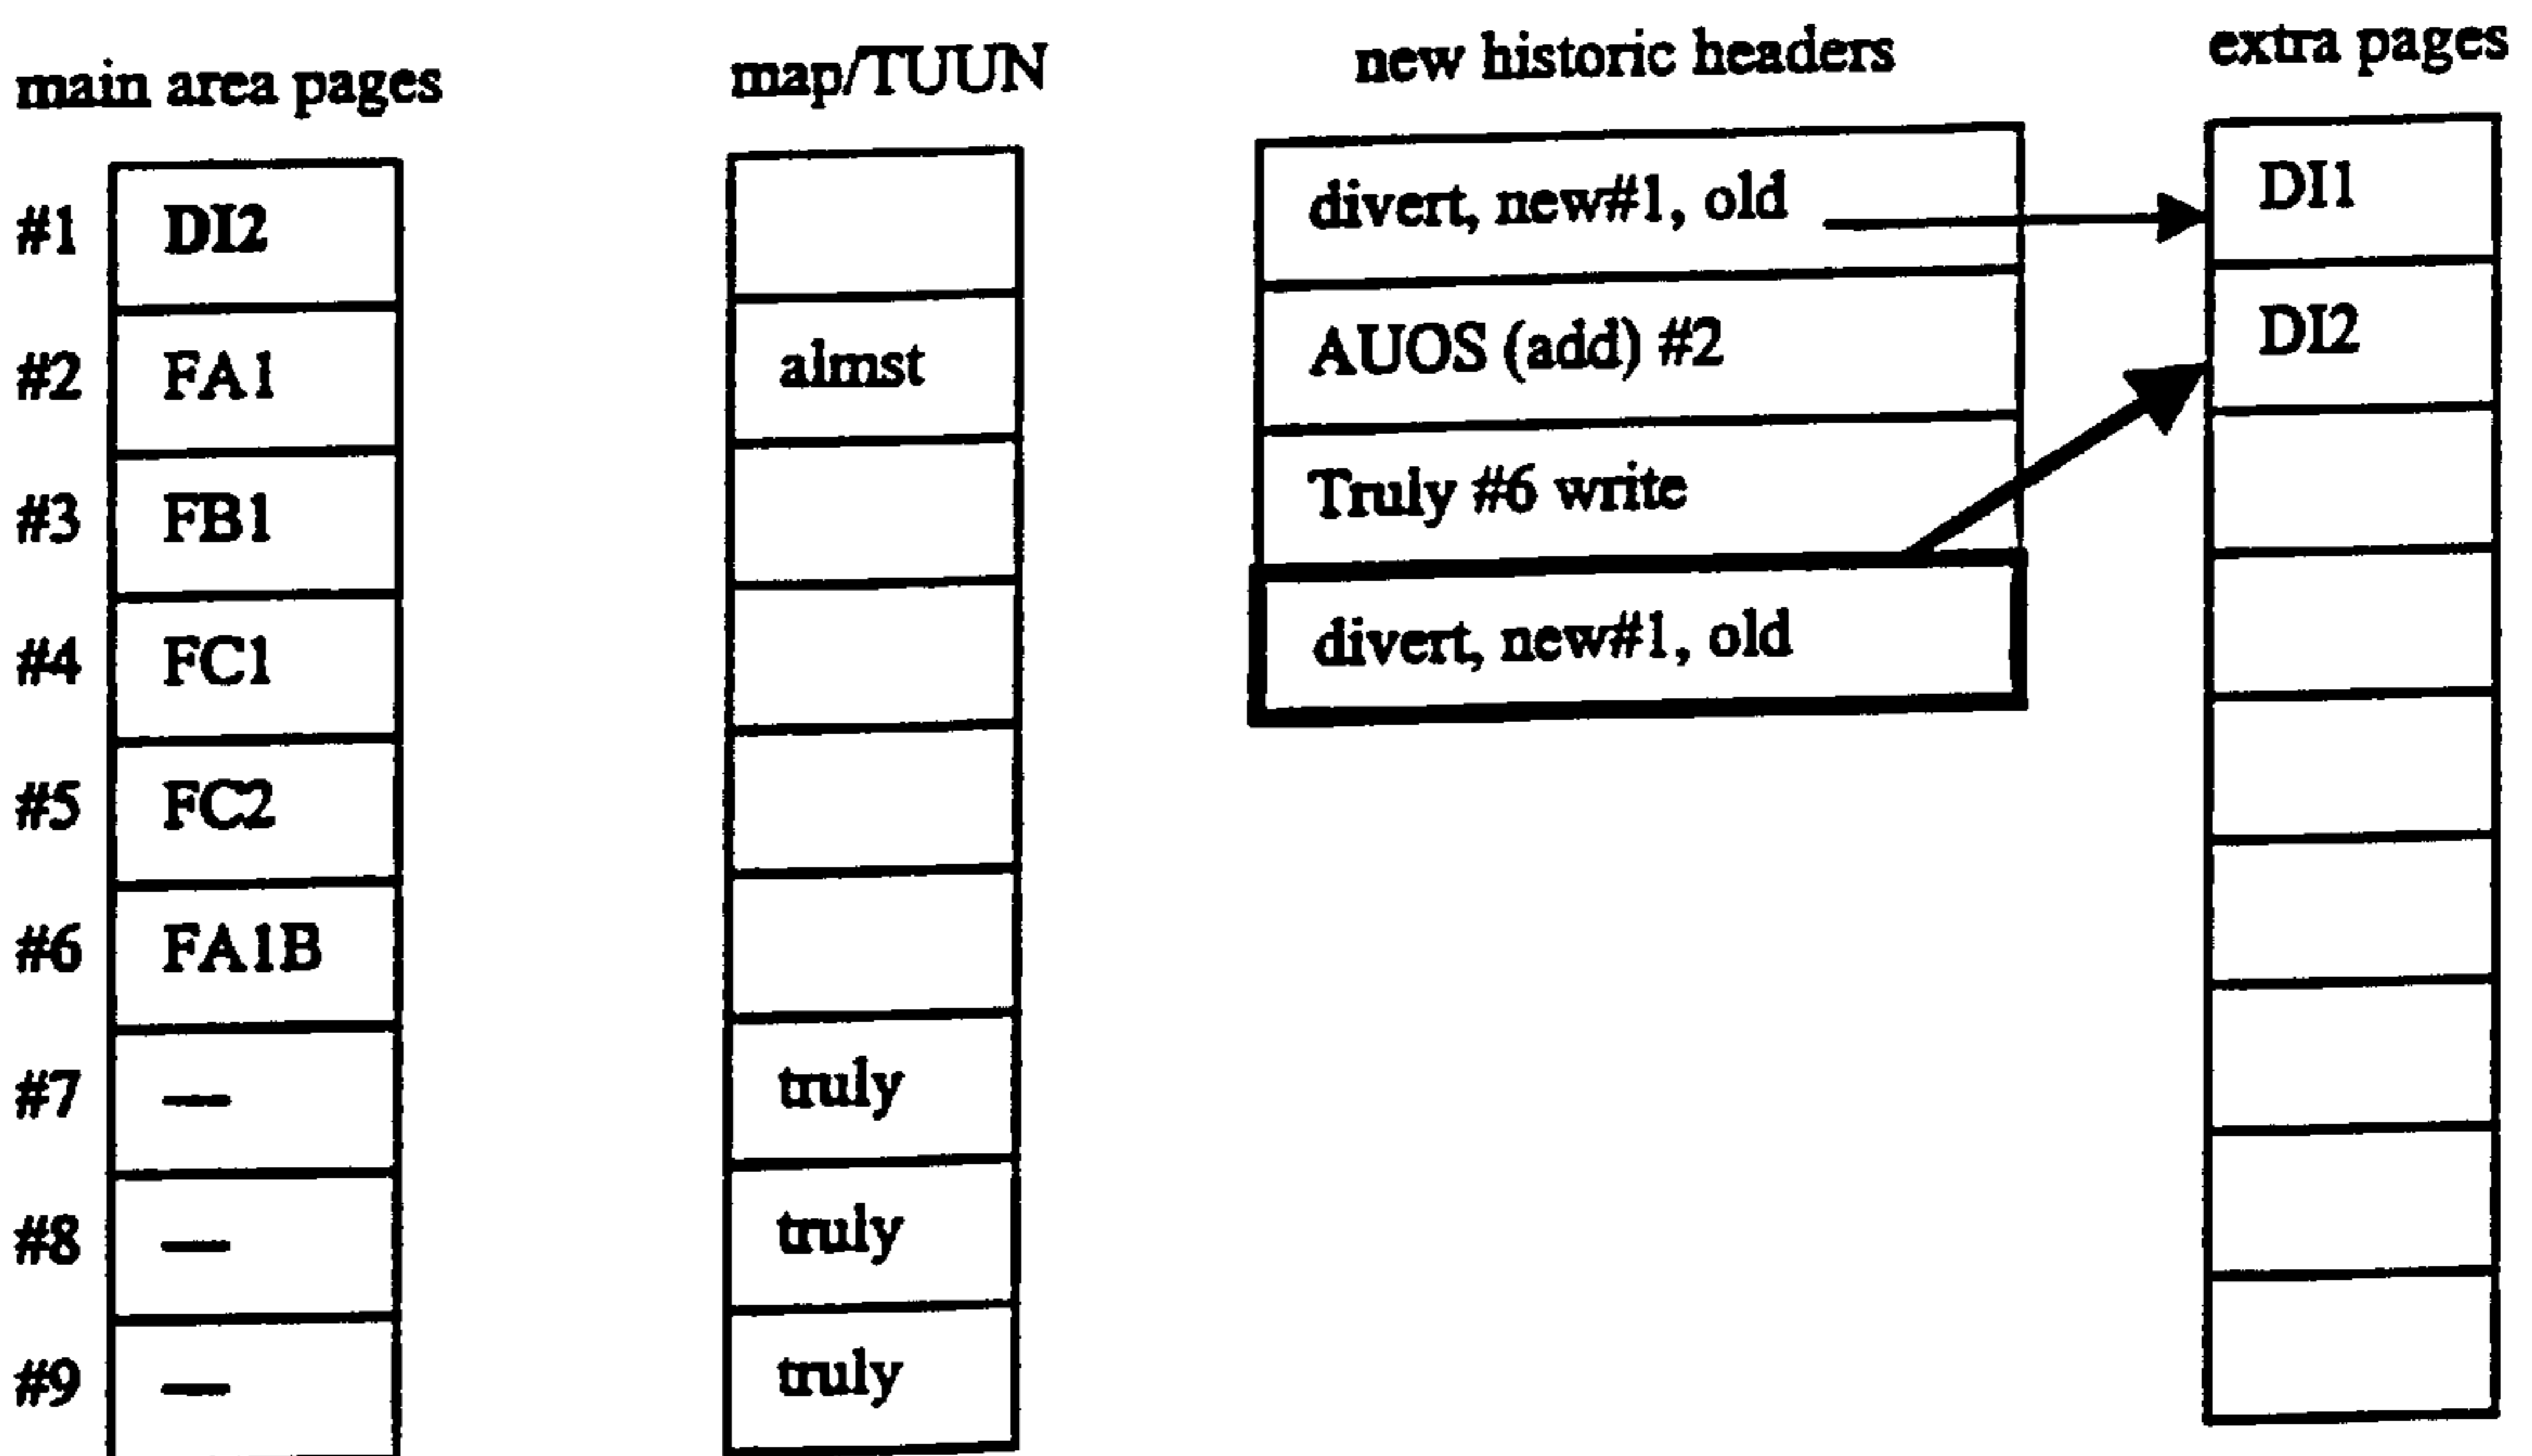 main area pages
map/TUUN
new historic headers
extra pages
#1 DI2
divert, new#1, old
DI1
#2 FA1
almst
AUOS (add) #2
DI2
#3 FB1
Truly #6 write
#4 FC1
divert, new#1, old
#5 FC2
#6 FA1B
#7 —
truly
#8 —
truly
#9 —
truly